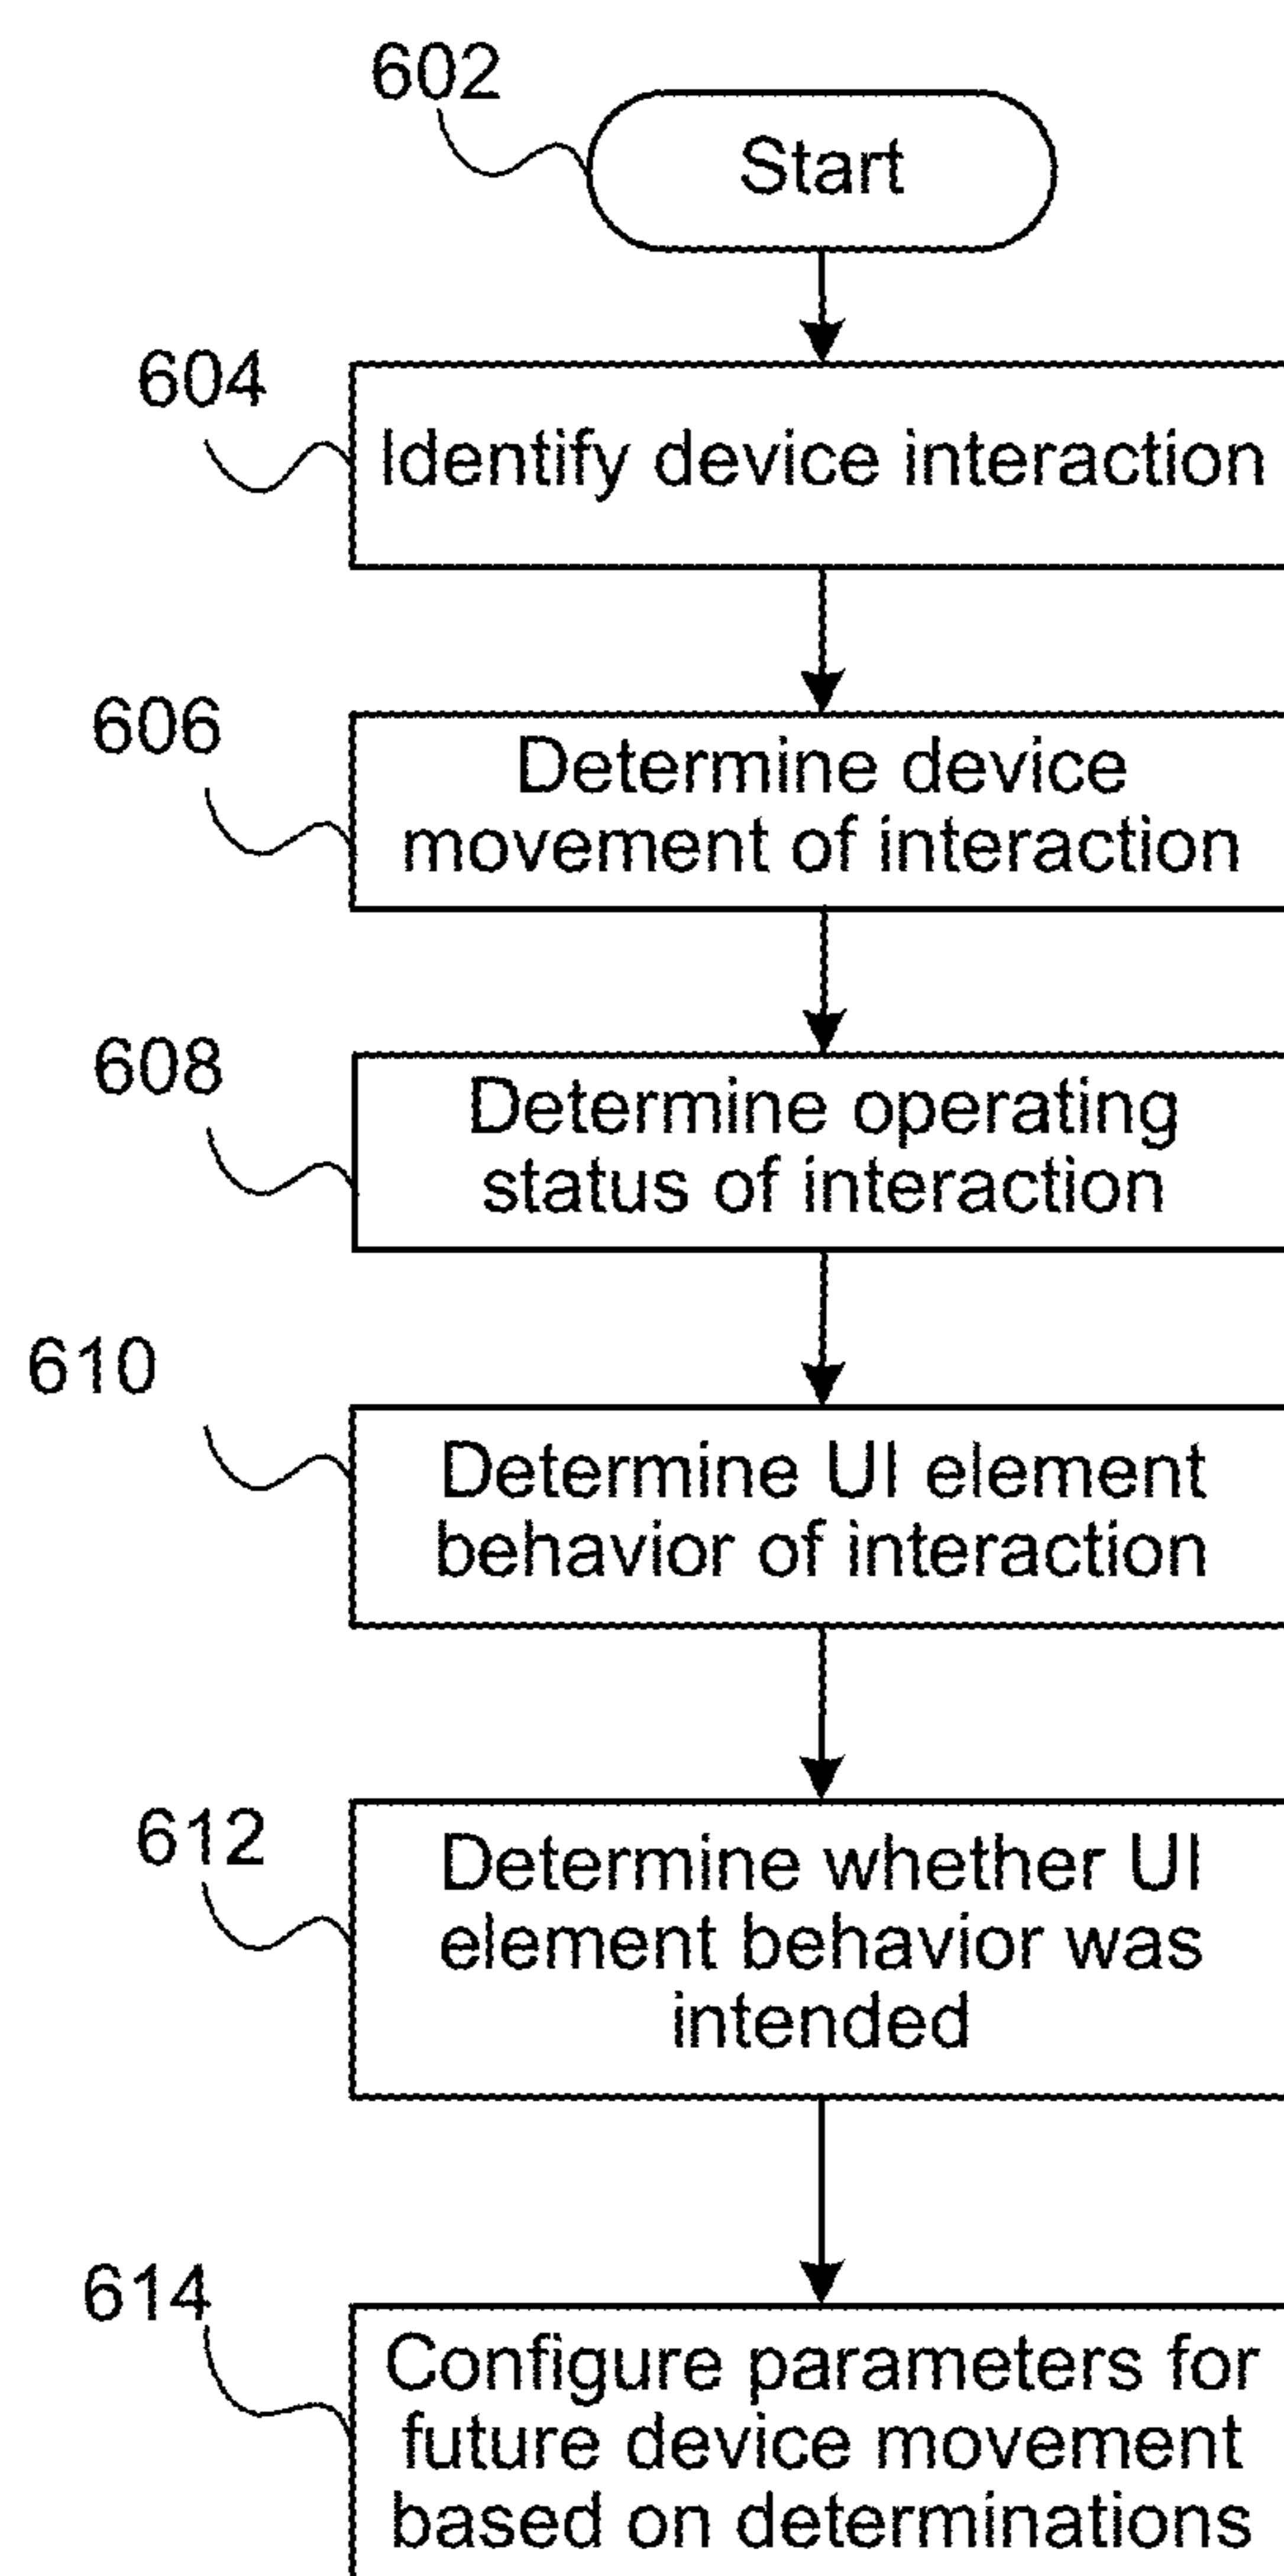 602
Start
604
Identify device interaction
606
Determine device
movement of interaction
608
Determine operating
status of interaction
610
Determine UI element
behavior of interaction
612
Determine whether UI
element behavior was
intended
614
Configure parameters for
future device movement
based on determinations